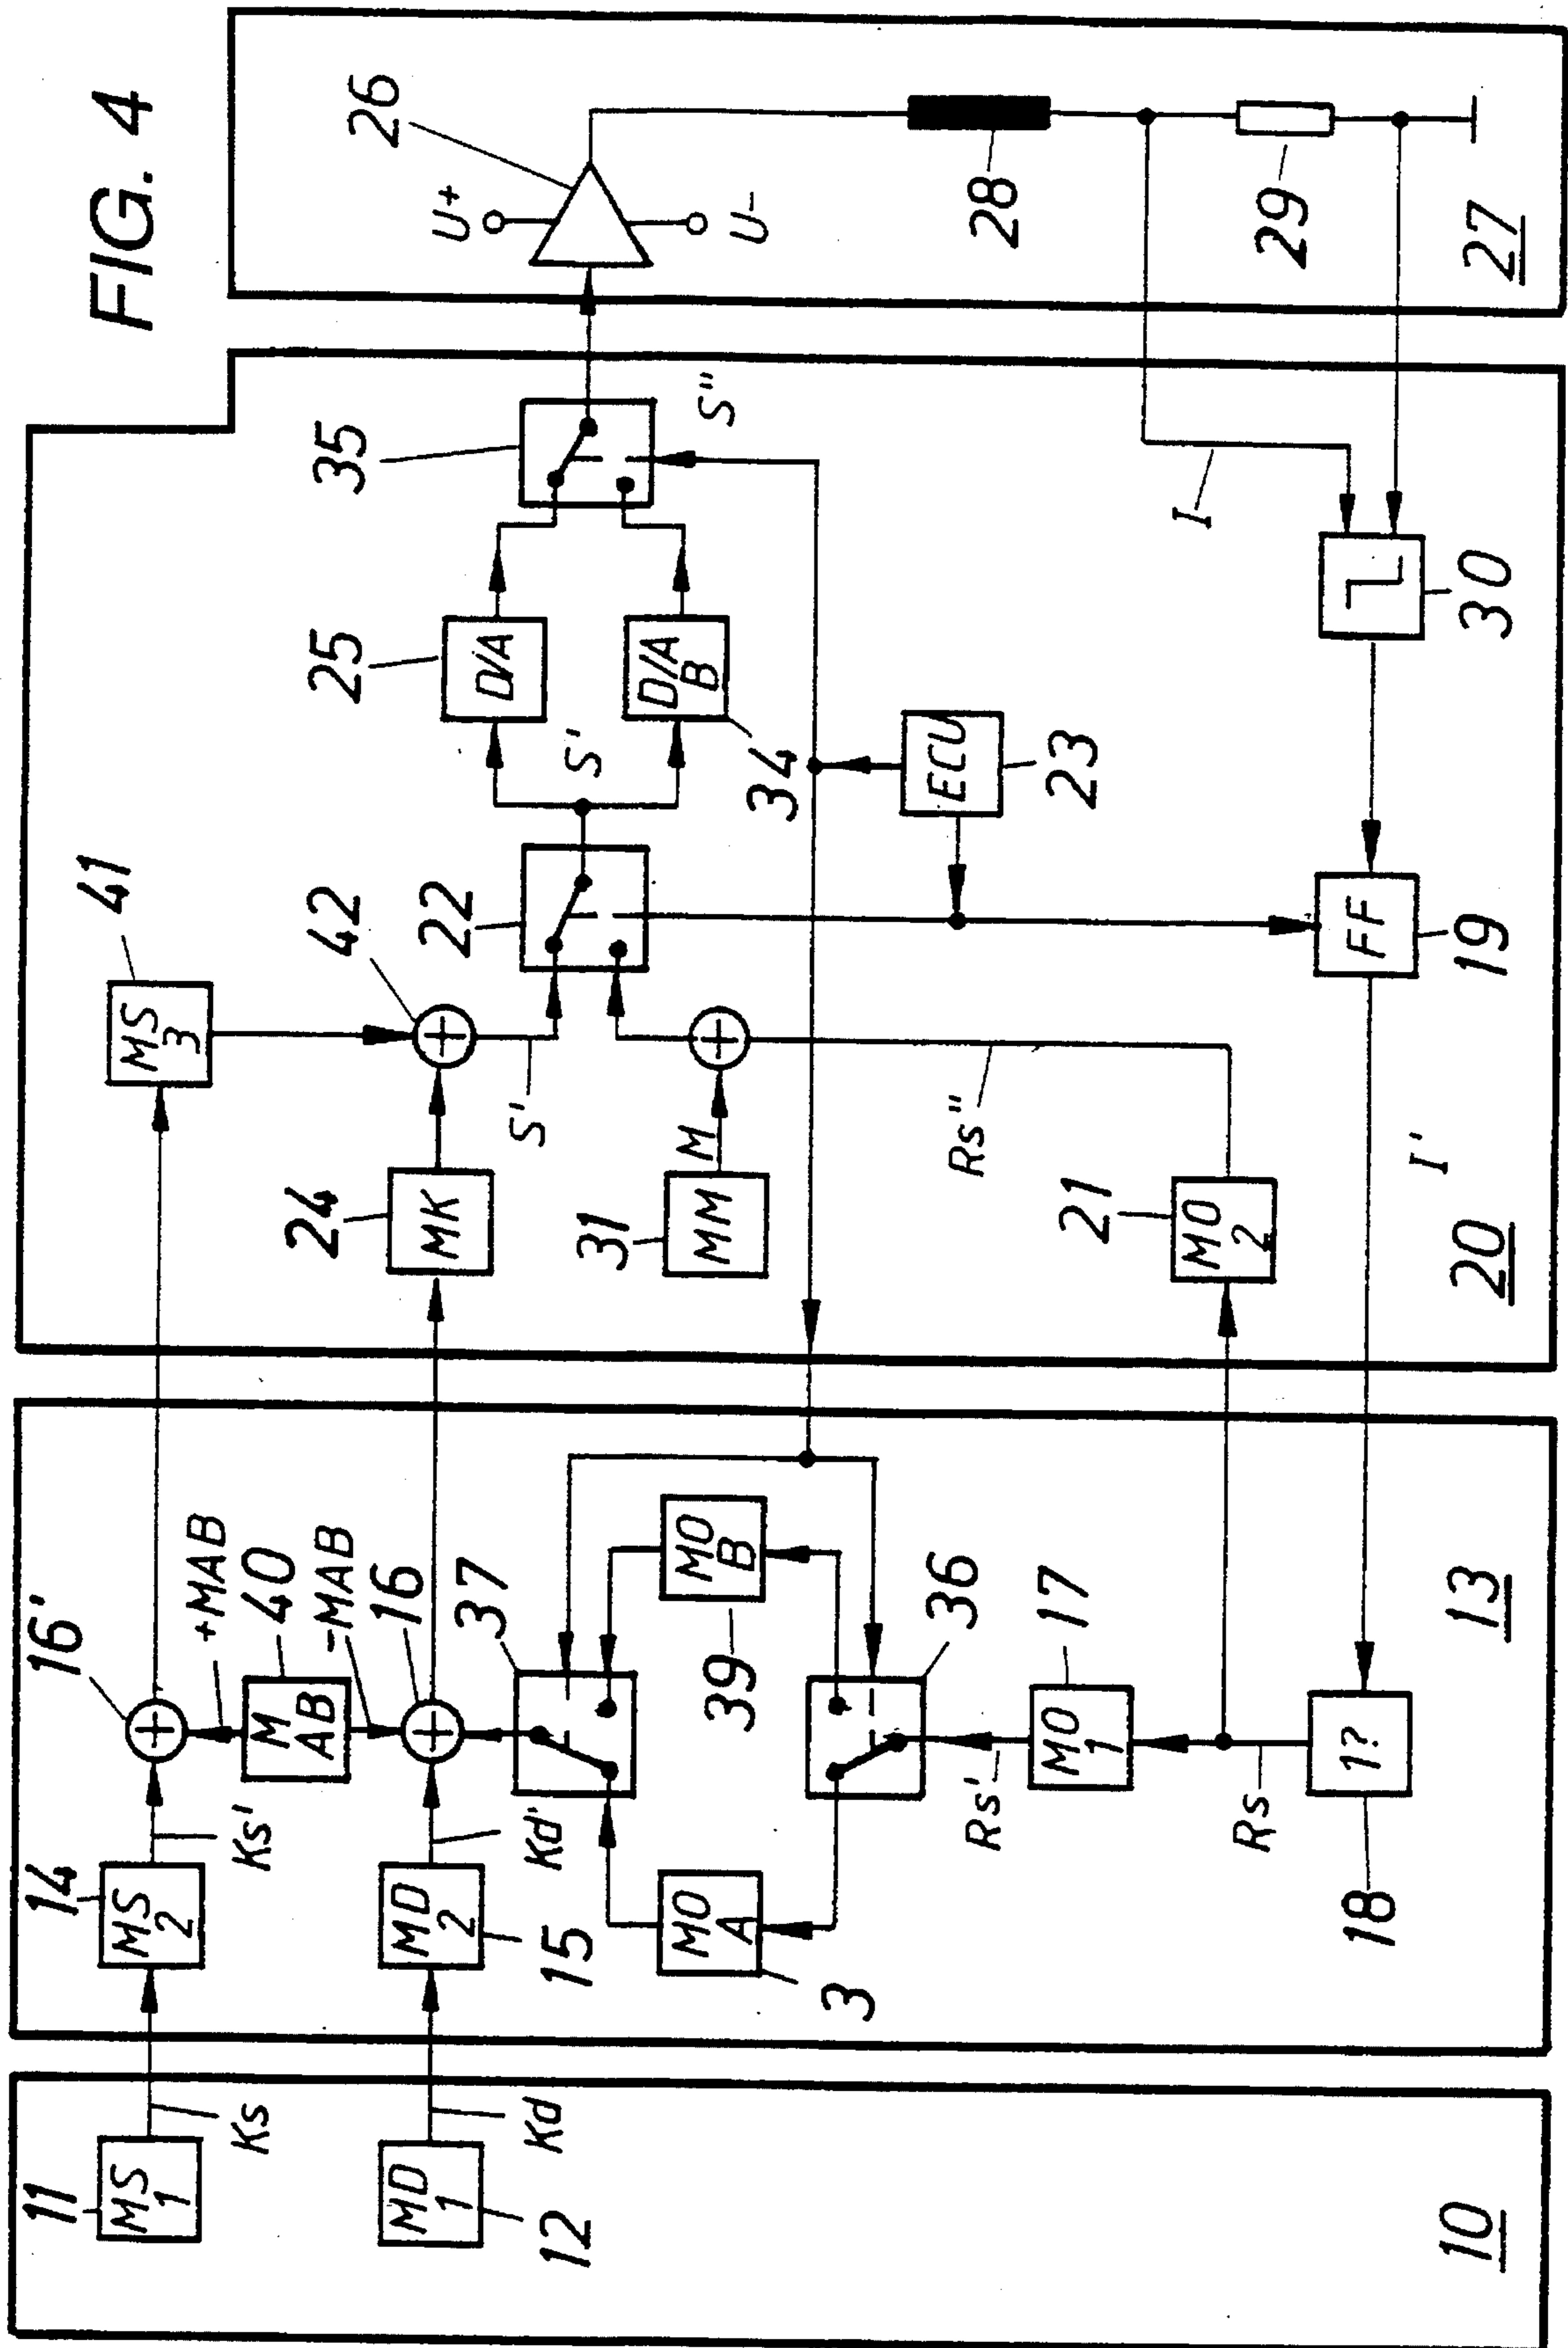 FIG. 4
10
11
MS
1
Ks
12
MD
1
Kd
13
14
MS
2
Ks'
16'
+MAB
40
M
AB
-MAB
16
15
MD
2
Kd'
37
3
MO
A
39
MO
B
36
Rs'
17
MO
1
Rs
18
1?
20
41
MS
3
42
24
MK
S'
22
31
MM
M
Rs"
21
MO
2
I'
S'
25
D/A
34
D/A
B
35
S"
23
ECU
19
FF
30
I
27
26
U+
U-
28
29